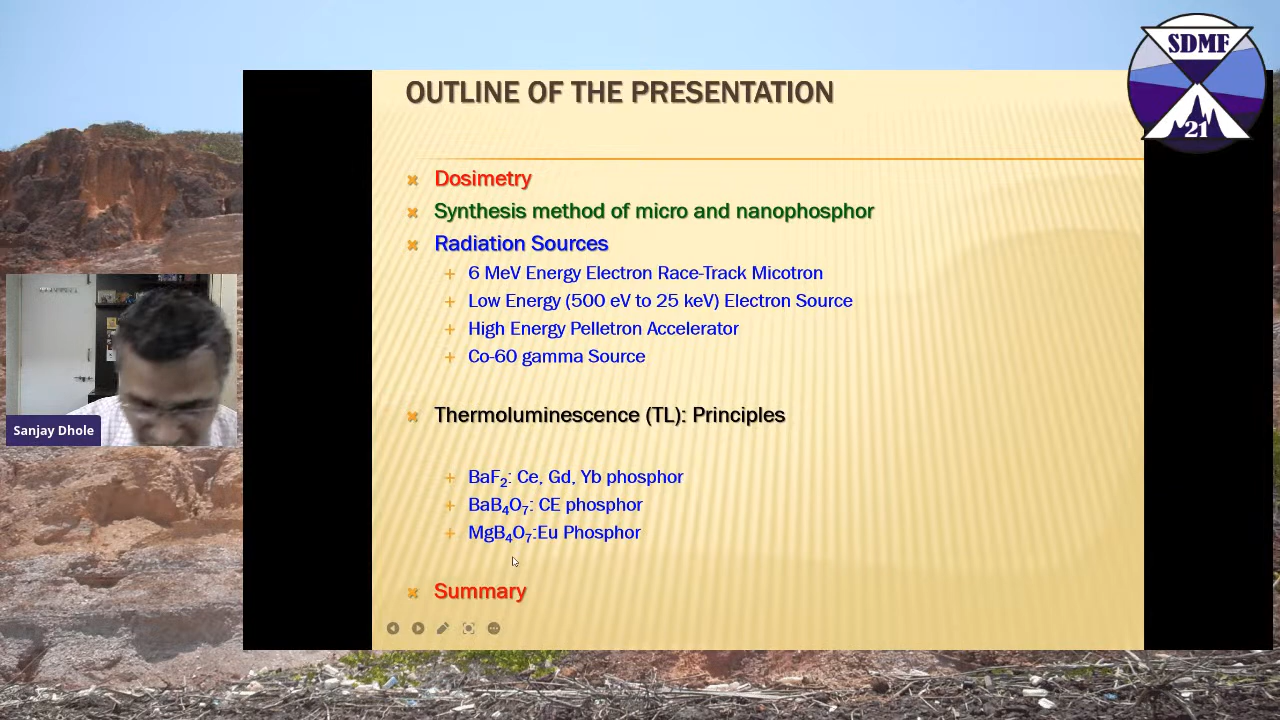 SDMF
21
OUTLINE OF THE PRESENTATION
Dosimetry
Synthesis method of micro and nanophosphor
Radiation Sources
6 MeV Energy Electron Race-Track Micotron
Low Energy (500 eV to 25 keV) Electron Source
High Energy Pelletron Accelerator
Co-60 gamma Source
Thermoluminescence (TL): Principles
BaF₂: Ce, Gd, Yb phosphor
BaB₄O₇: CE phosphor
MgB₄O₇:Eu Phosphor
Summary
Sanjay Dhole